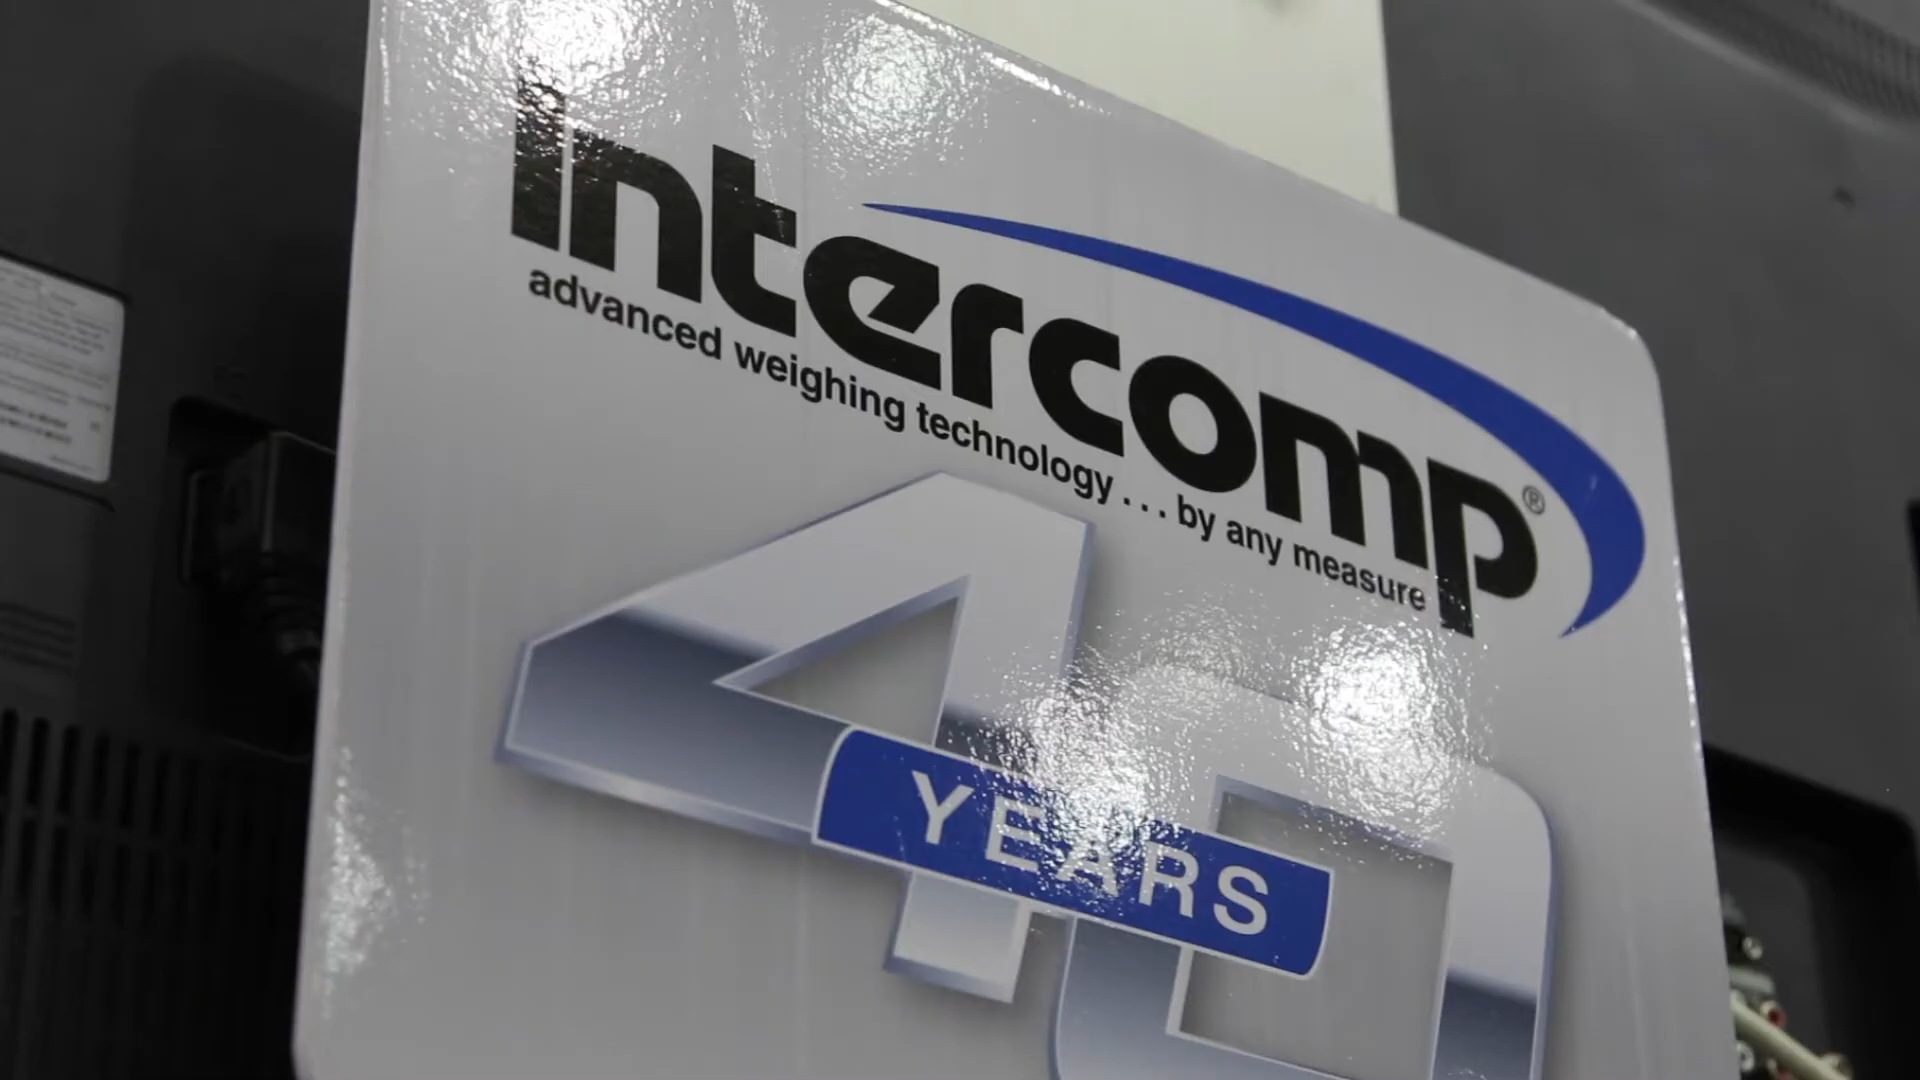 intercomp®
advanced weighing technology . . . by any measure
40
YEARS